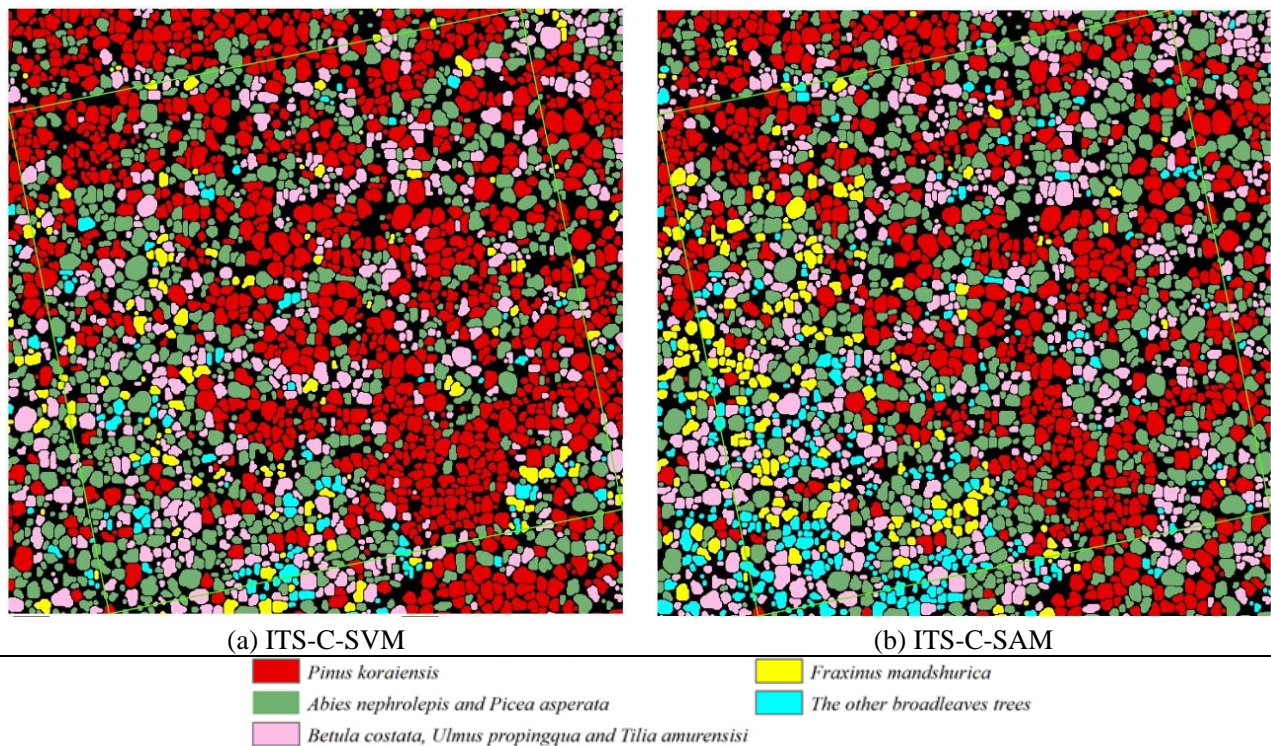 (a) ITS-C-SVM
(b) ITS-C-SAM
Pinus koraiensis
Fraxinus mandshurica
Abies nephrolepis and Picea asperata
The other broadleaves trees
Betula costata, Ulmus propingqua and Tilia amurensisi